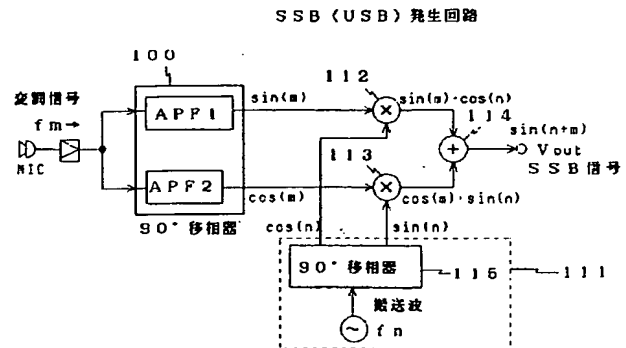 SSB(USB)発生回路
100
変調信号
fm→
MIC
APF1
APF2
90°移相器
sin(m)
cos(m)
112
113
sin(m)・cos(n)
114
cos(m)・sin(n)
sin(n+m)
Vout
SSB信号
cos(n)
sin(n)
90°移相器
115
111
搬送波
fn